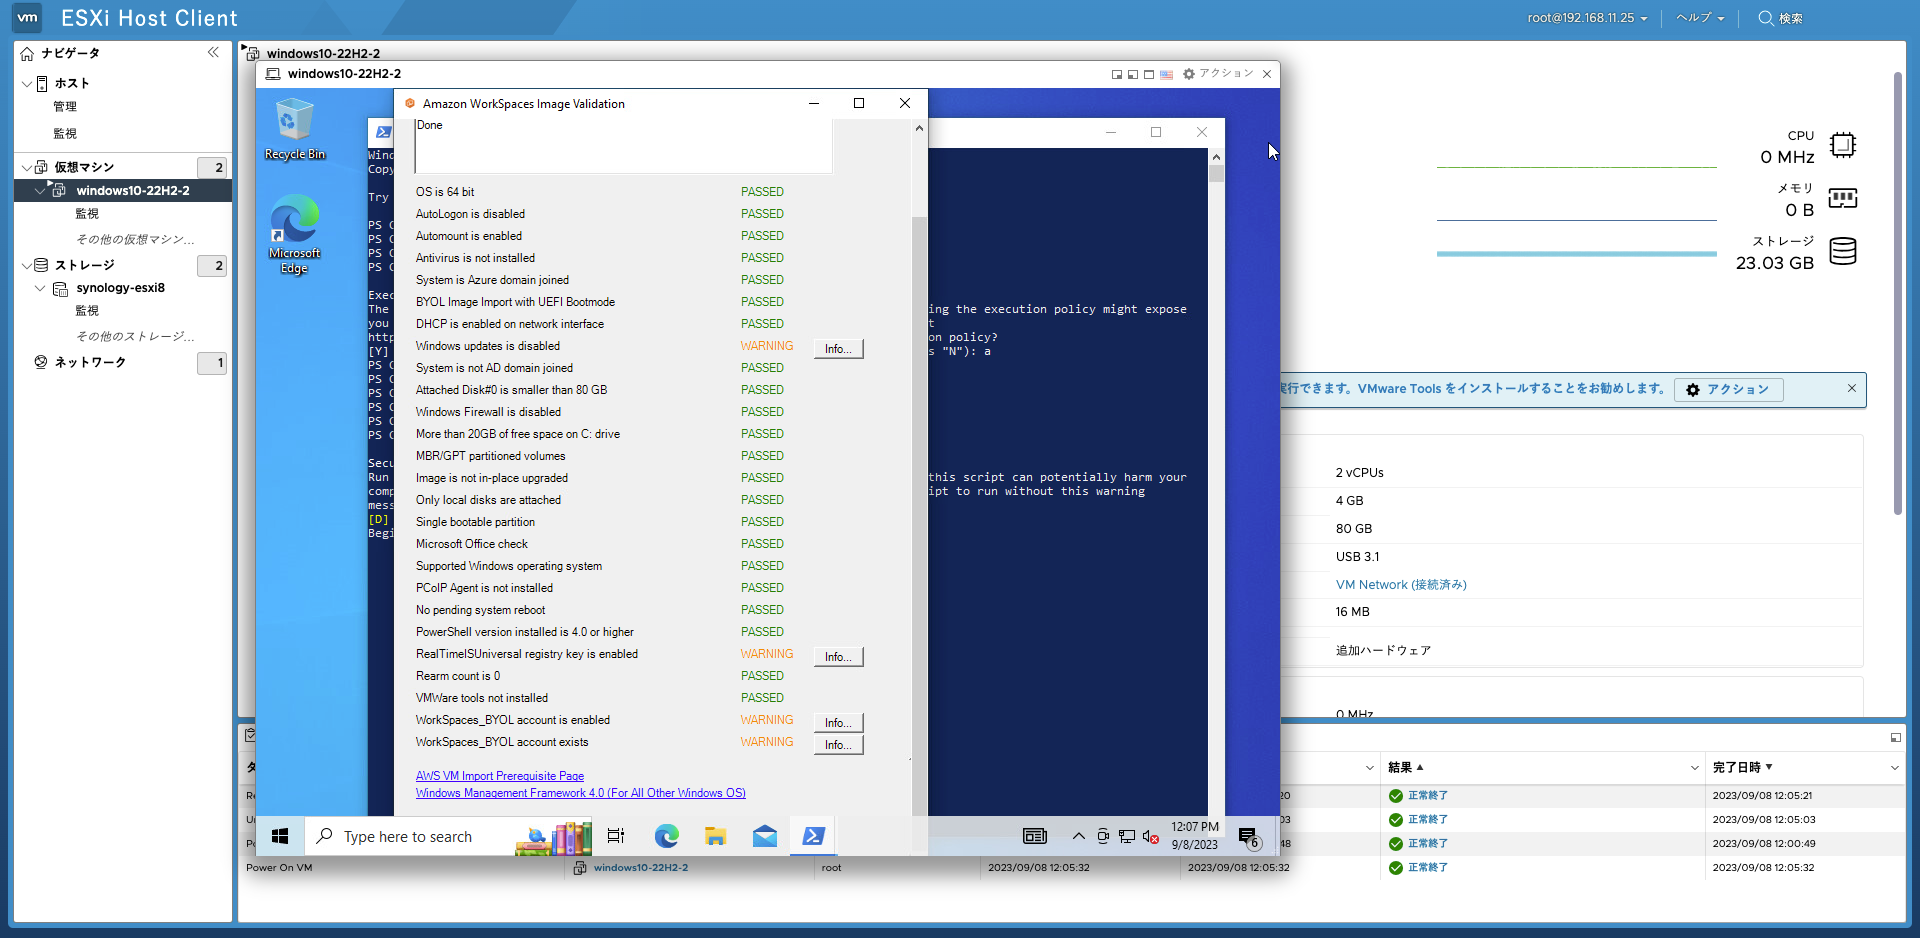 vm ESXi Host Client
root@192.168.11.25
ヘルプ
検索
ナビゲータ
ホスト
管理
監視
仮想マシン 2
windows10-22H2-2
監視
その他の仮想マシン...
ストレージ 2
synology-esxi8
監視
その他のストレージ...
ネットワーク 1
windows10-22H2-2
windows10-22H2-2
アクション
Recycle Bin
Microsoft
Edge
Amazon WorkSpaces Image Validation
Done
OS is 64 bit PASSED
AutoLogon is disabled PASSED
Automount is enabled PASSED
Antivirus is not installed PASSED
System is Azure domain joined PASSED
BYOL Image Import with UEFI Bootmode PASSED
DHCP is enabled on network interface PASSED
Windows updates is disabled WARNING Info...
System is not AD domain joined PASSED
Attached Disk#0 is smaller than 80 GB PASSED
Windows Firewall is disabled PASSED
More than 20GB of free space on C: drive PASSED
MBR/GPT partitioned volumes PASSED
Image is not in-place upgraded PASSED
Only local disks are attached PASSED
Single bootable partition PASSED
Microsoft Office check PASSED
Supported Windows operating system PASSED
PCoIP Agent is not installed PASSED
No pending system reboot PASSED
PowerShell version installed is 4.0 or higher PASSED
RealTimeISUniversal registry key is enabled WARNING Info...
Rearm count is 0 PASSED
VMWare tools not installed PASSED
WorkSpaces_BYOL account is enabled WARNING Info...
WorkSpaces_BYOL account exists WARNING Info...
AWS VM Import Prerequisite Page
Windows Management Framework 4.0 (For All Other Windows OS)
Wind
Copy
Try
PS C
PS C
PS C
PS C
Exec
The ing the execution policy might expose
you t
http on policy?
[Y] s "N"): a
PS C
PS C
PS C
PS C
PS C
PS C
Secu
Run this script can potentially harm your
comp ipt to run without this warning
mess
[D]
Begi
Type here to search
12:07 PM
9/8/2023
6
CPU
0 MHz
メモリ
0 B
ストレージ
23.03 GB
実行できます。VMware Tools をインストールすることをお勧めします。
アクション
2 vCPUs
4 GB
80 GB
USB 3.1
VM Network (接続済み)
16 MB
追加ハードウェア
0 MHz
結果
完了日時
20 正常終了 2023/09/08 12:05:21
03 正常終了 2023/09/08 12:05:03
48 正常終了 2023/09/08 12:00:49
Power On VM windows10-22H2-2 root 2023/09/08 12:05:32 2023/09/08 12:05:32 正常終了 2023/09/08 12:05:32